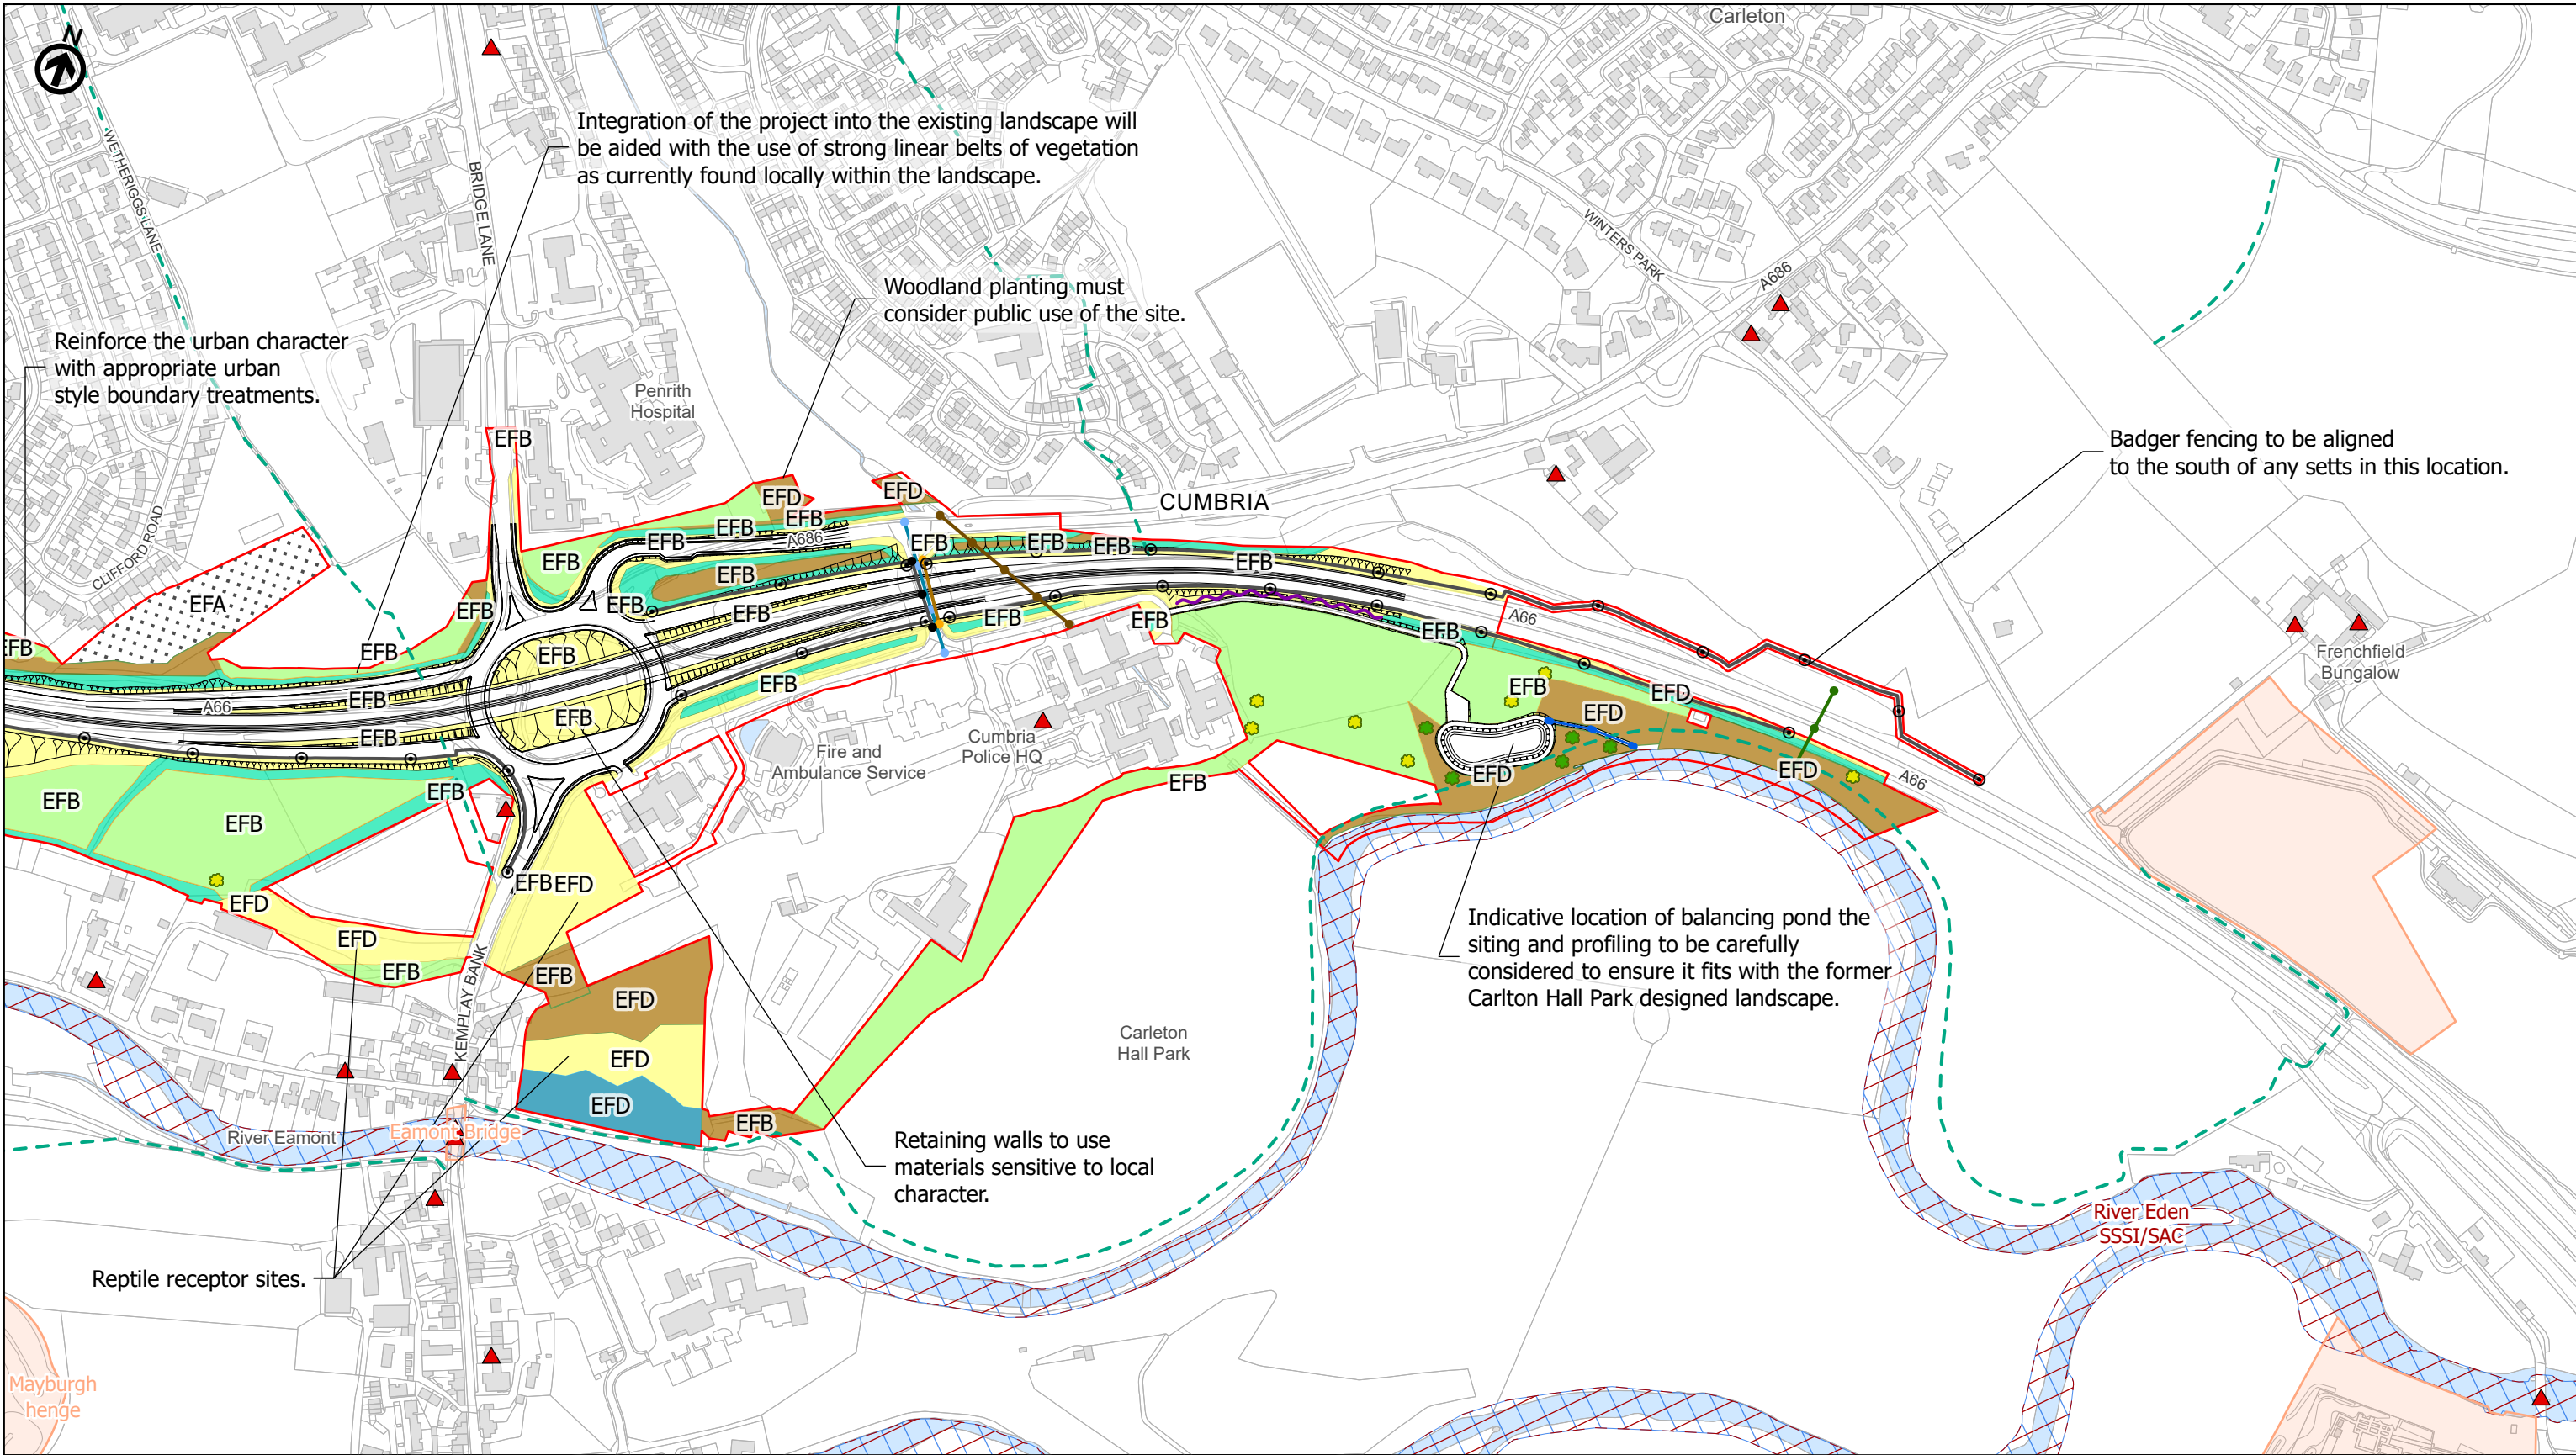 N
Carleton
WETHERIGGS LANE
BRIDGE LANE
Integration of the project into the existing landscape will
be aided with the use of strong linear belts of vegetation
as currently found locally within the landscape.
WINTERS PARK
A686
Woodland planting must
consider public use of the site.
Reinforce the urban character
with appropriate urban
style boundary treatments.
Penrith
Hospital
Badger fencing to be aligned
to the south of any setts in this location.
EFB
EFD
EFD
CUMBRIA
CLIFFORD ROAD
EFB
EFB
A686
EFB
EFB
EFB
EFB
EFB
EFB
EFB
EFB
EFA
EFB
EFB
EFB
EFB
EFB
A66
EFB
EFB
EFB
EFB
EFB
Frenchfield
Bungalow
EFB
EFB
EFD
EFB
A66
EFD
EFB
EFB
Cumbria
Police HQ
Fire and
Ambulance Service
EFD
EFD
A66
EFB
EFB
EFB
EFB
EFB
EFD
EFD
EFD
Indicative location of balancing pond the
siting and profiling to be carefully
considered to ensure it fits with the former
Carlton Hall Park designed landscape.
EFB
EFB
EFD
KEMPLAY BANK
Carleton
Hall Park
EFD
EFD
EFB
River Eamont
Eamont Bridge
Retaining walls to use
materials sensitive to local
character.
River Eden
SSSI/SAC
Reptile receptor sites.
Mayburgh
henge